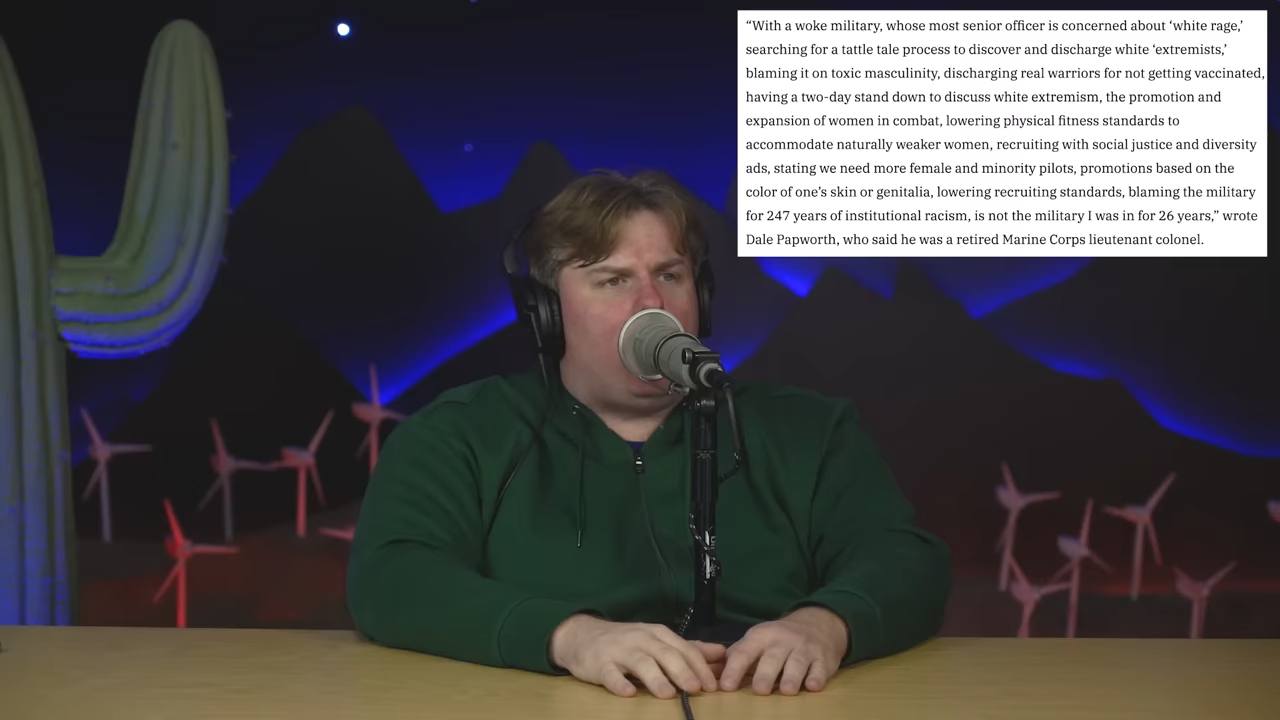 “With a woke military, whose most senior officer is concerned about ‘white rage,’
searching for a tattle tale process to discover and discharge white ‘extremists,’
blaming it on toxic masculinity, discharging real warriors for not getting vaccinated,
having a two-day stand down to discuss white extremism, the promotion and
expansion of women in combat, lowering physical fitness standards to
accommodate naturally weaker women, recruiting with social justice and diversity
ads, stating we need more female and minority pilots, promotions based on the
color of one’s skin or genitalia, lowering recruiting standards, blaming the military
for 247 years of institutional racism, is not the military I was in for 26 years,” wrote
Dale Papworth, who said he was a retired Marine Corps lieutenant colonel.